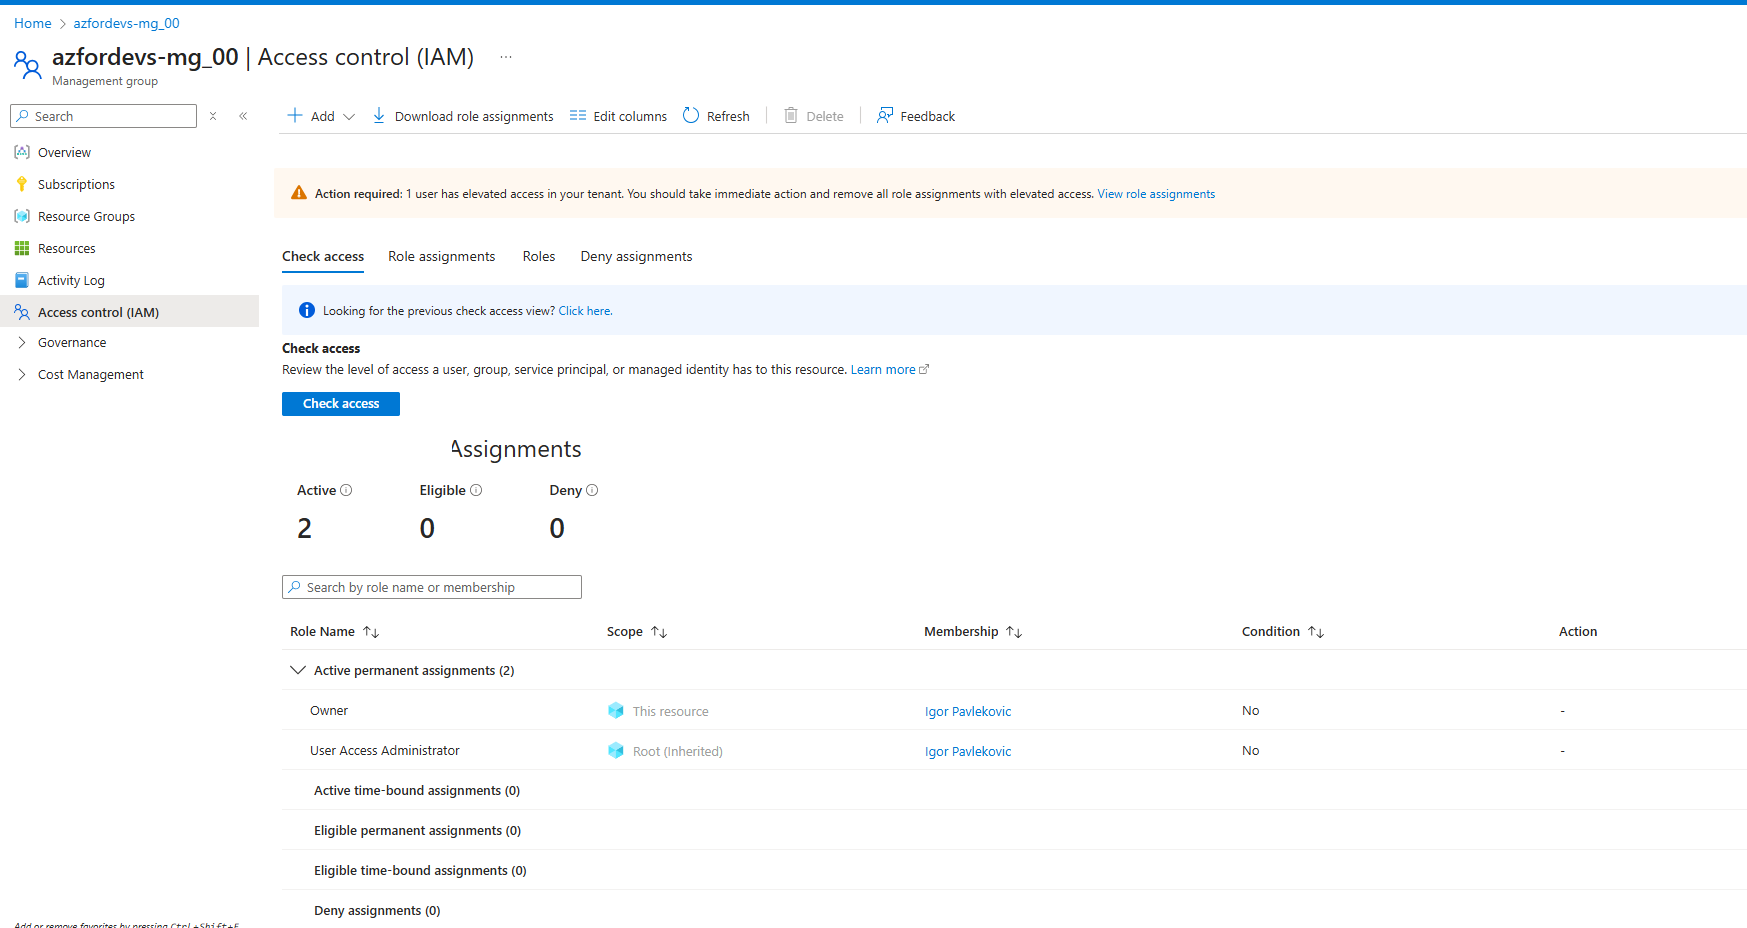 Home > azfordevs-mg_00
azfordevs-mg_00 | Access control (IAM) ...
Management group
Search
Add
Download role assignments
Edit columns
Refresh
Delete
Feedback
Overview
Subscriptions
Resource Groups
Resources
Activity Log
Access control (IAM)
Governance
Cost Management
Action required: 1 user has elevated access in your tenant. You should take immediate action and remove all role assignments with elevated access. View role assignments
Check access Role assignments Roles Deny assignments
Looking for the previous check access view? Click here.
Check access
Review the level of access a user, group, service principal, or managed identity has to this resource. Learn more
Check access
Assignments
Active Eligible Deny
2 0 0
Search by role name or membership
Role Name Scope Membership Condition Action
Active permanent assignments (2)
Owner This resource Igor Pavlekovic No -
User Access Administrator Root (Inherited) Igor Pavlekovic No -
Active time-bound assignments (0)
Eligible permanent assignments (0)
Eligible time-bound assignments (0)
Deny assignments (0)
Add or remove favorites by pressing Ctrl+Shift+F